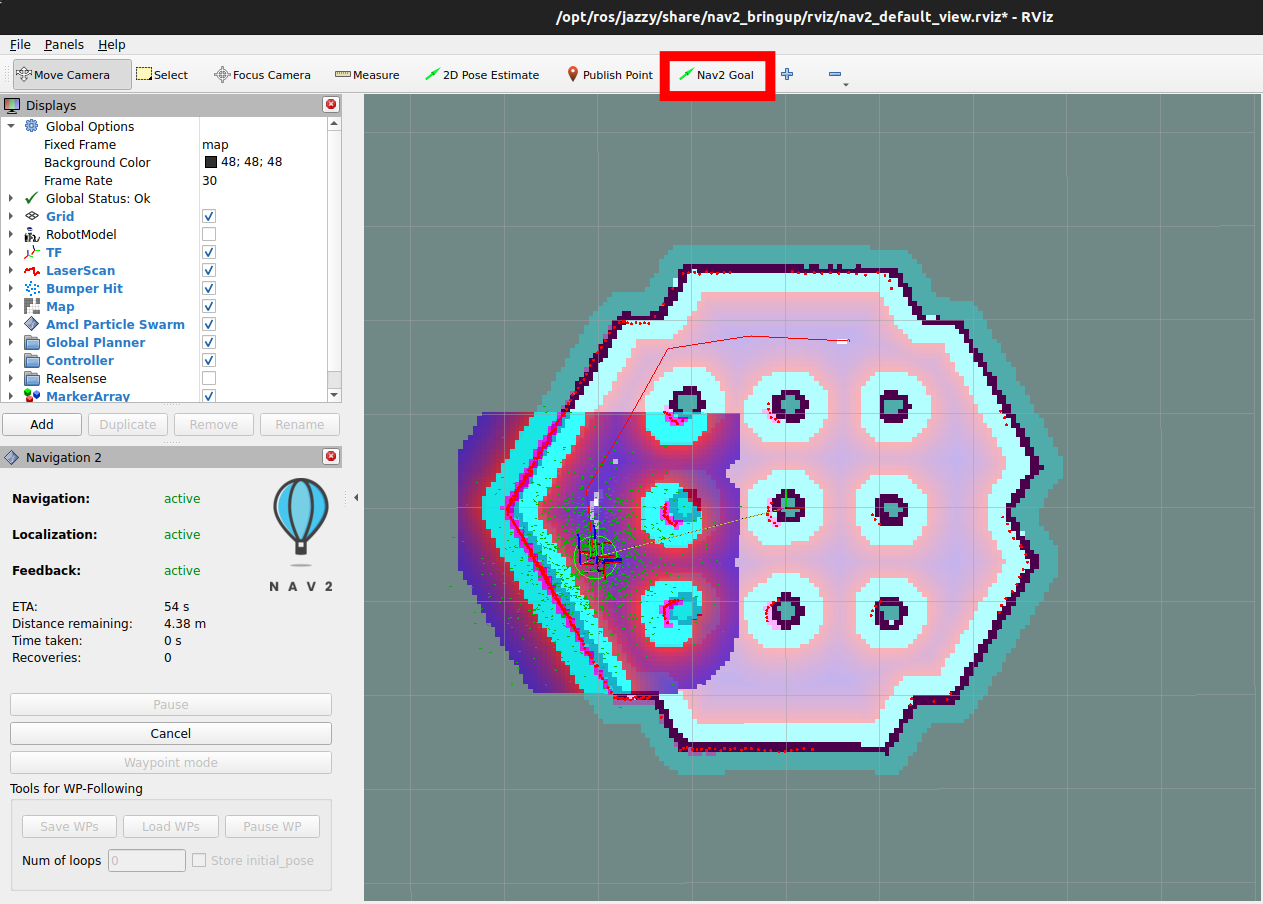 /opt/ros/jazzy/share/nav2_bringup/rviz/nav2_default_view.rviz* - RViz
File Panels Help
Move Camera Select Focus Camera Measure 2D Pose Estimate Publish Point Nav2 Goal
Displays
Global Options
Fixed Frame map
Background Color 48; 48; 48
Frame Rate 30
Global Status: Ok
Grid
RobotModel
TF
LaserScan
Bumper Hit
Map
Amcl Particle Swarm
Global Planner
Controller
Realsense
MarkerArray
Add Duplicate Remove Rename
Navigation 2
Navigation: active
Localization: active
Feedback: active
NAV2
ETA: 54 s
Distance remaining: 4.38 m
Time taken: 0 s
Recoveries: 0
Pause
Cancel
Waypoint mode
Tools for WP-Following
Save WPs Load WPs Pause WP
Num of loops 0 Store initial_pose